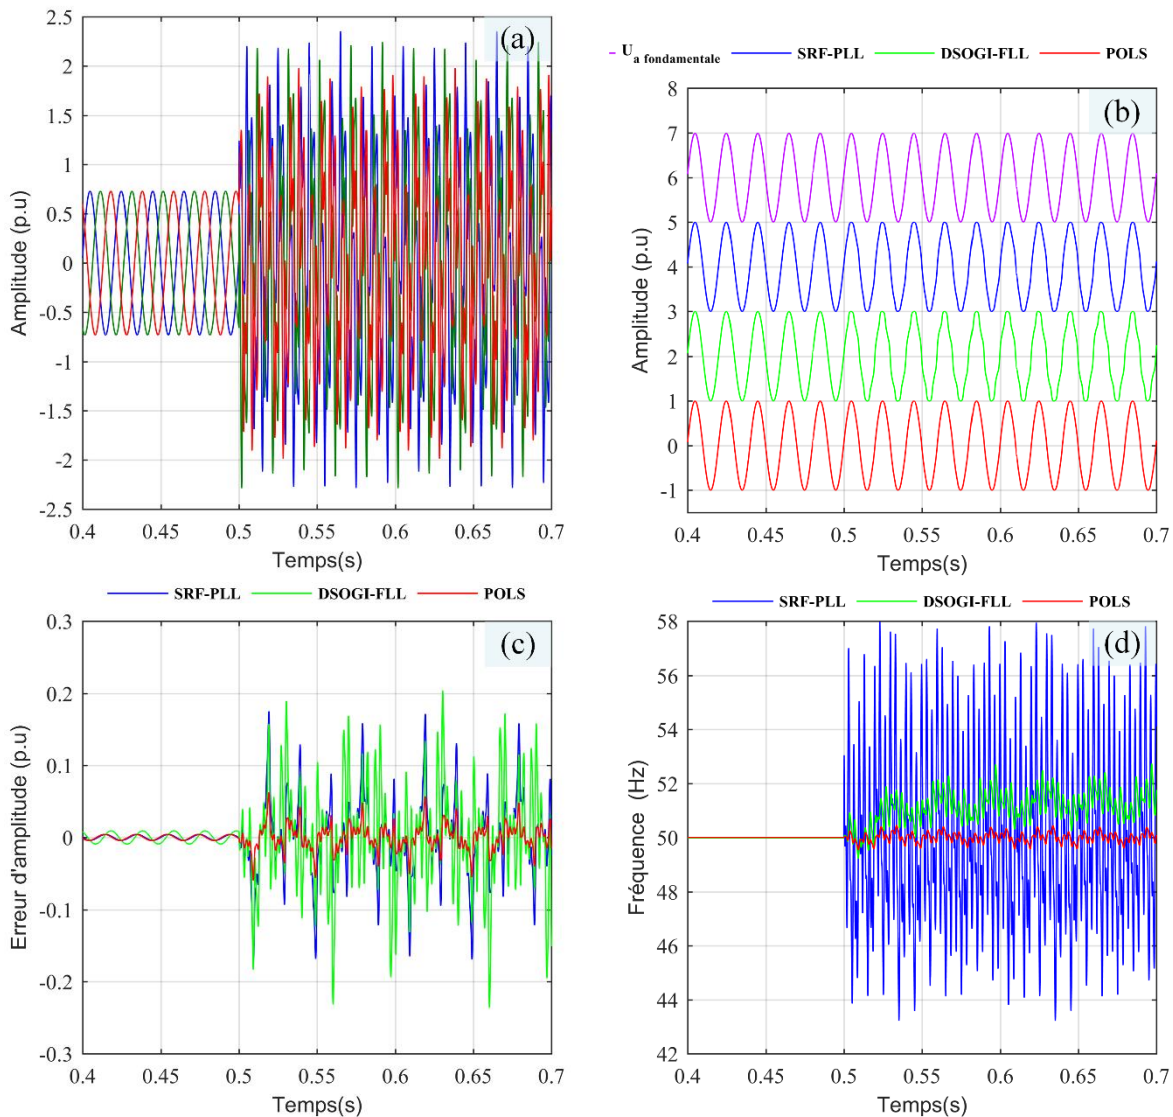 (a)
2.5
2
1.5
1
0.5
0
-0.5
-1
-1.5
-2
-2.5
Amplitude (p.u)
0.4 0.45 0.5 0.55 0.6 0.65 0.7
Temps(s)
U a fondamentale SRF-PLL DSOGI-FLL POLS
(b)
8
7
6
5
4
3
2
1
0
-1
Amplitude (p.u)
0.4 0.45 0.5 0.55 0.6 0.65 0.7
Temps(s)
SRF-PLL DSOGI-FLL POLS
(c)
0.3
0.2
0.1
0
-0.1
-0.2
-0.3
Erreur d'amplitude (p.u)
0.4 0.45 0.5 0.55 0.6 0.65 0.7
Temps(s)
SRF-PLL DSOGI-FLL POLS
(d)
58
56
54
52
50
48
46
44
42
Fréquence (Hz)
0.4 0.45 0.5 0.55 0.6 0.65 0.7
Temps(s)